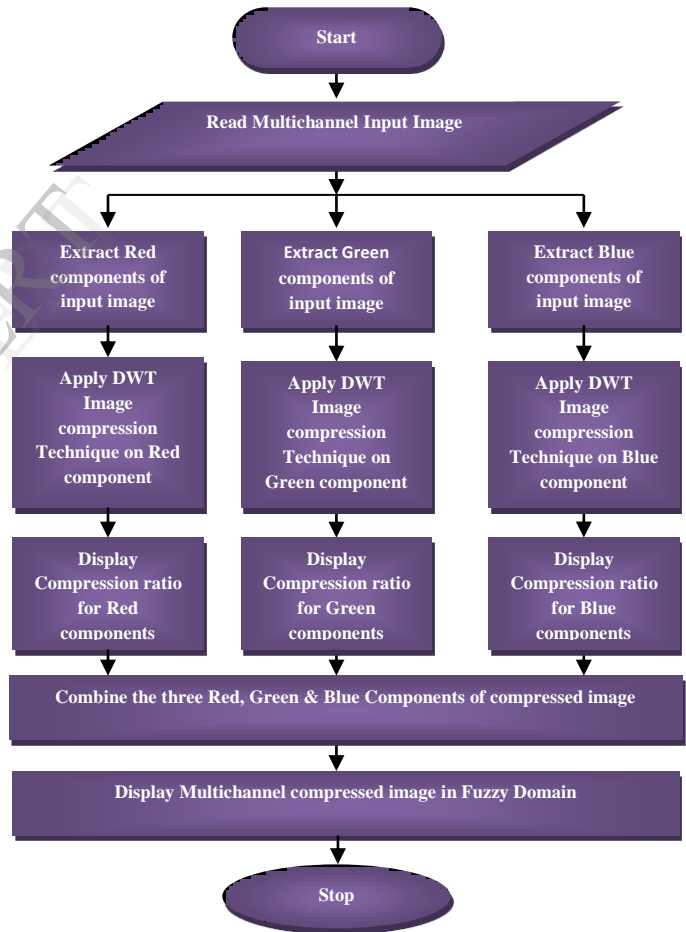 Start
Read Multichannel Input Image
Extract Red
components of
input image
Extract Green
components of
input image
Extract Blue
components of
input image
Apply DWT
Image
compression
Technique on Red
component
Apply DWT
Image
compression
Technique on
Green component
Apply DWT
Image
compression
Technique on Blue
component
Display
Compression ratio
for Red
components
Display
Compression ratio
for Green
components
Display
Compression ratio
for Blue
components
Combine the three Red, Green & Blue Components of compressed image
Display Multichannel compressed image in Fuzzy Domain
Stop